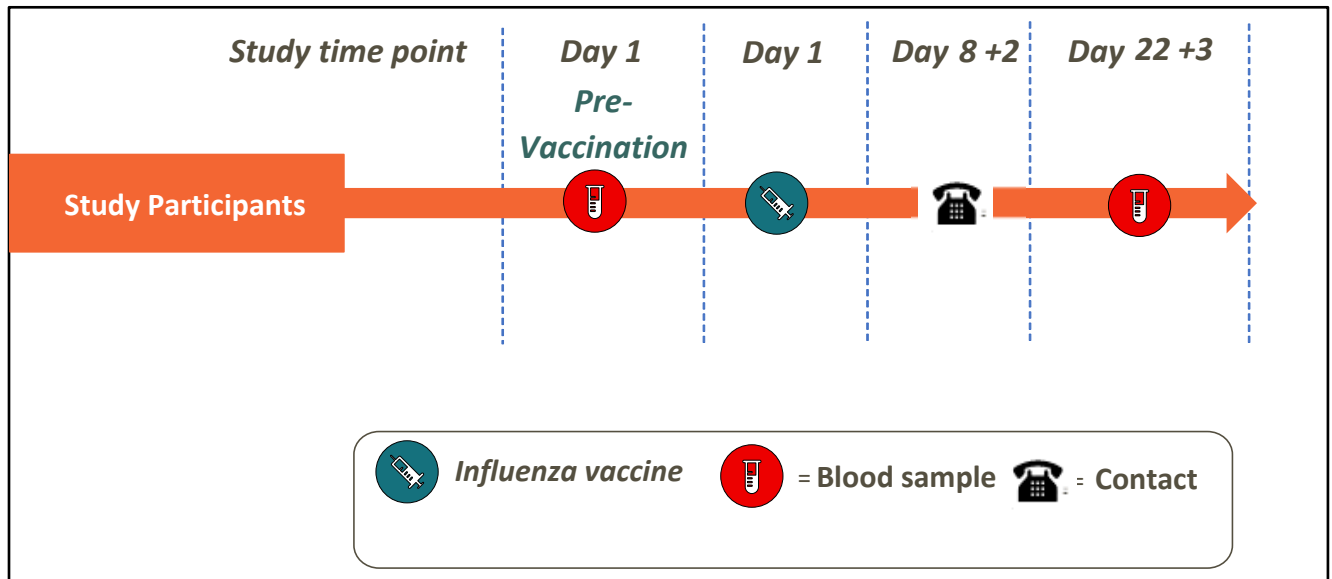 Study time point Day 1 Day 1 Day 8 +2 Day 22 +3
Pre-
Vaccination
Study Participants
Influenza vaccine = Blood sample = Contact